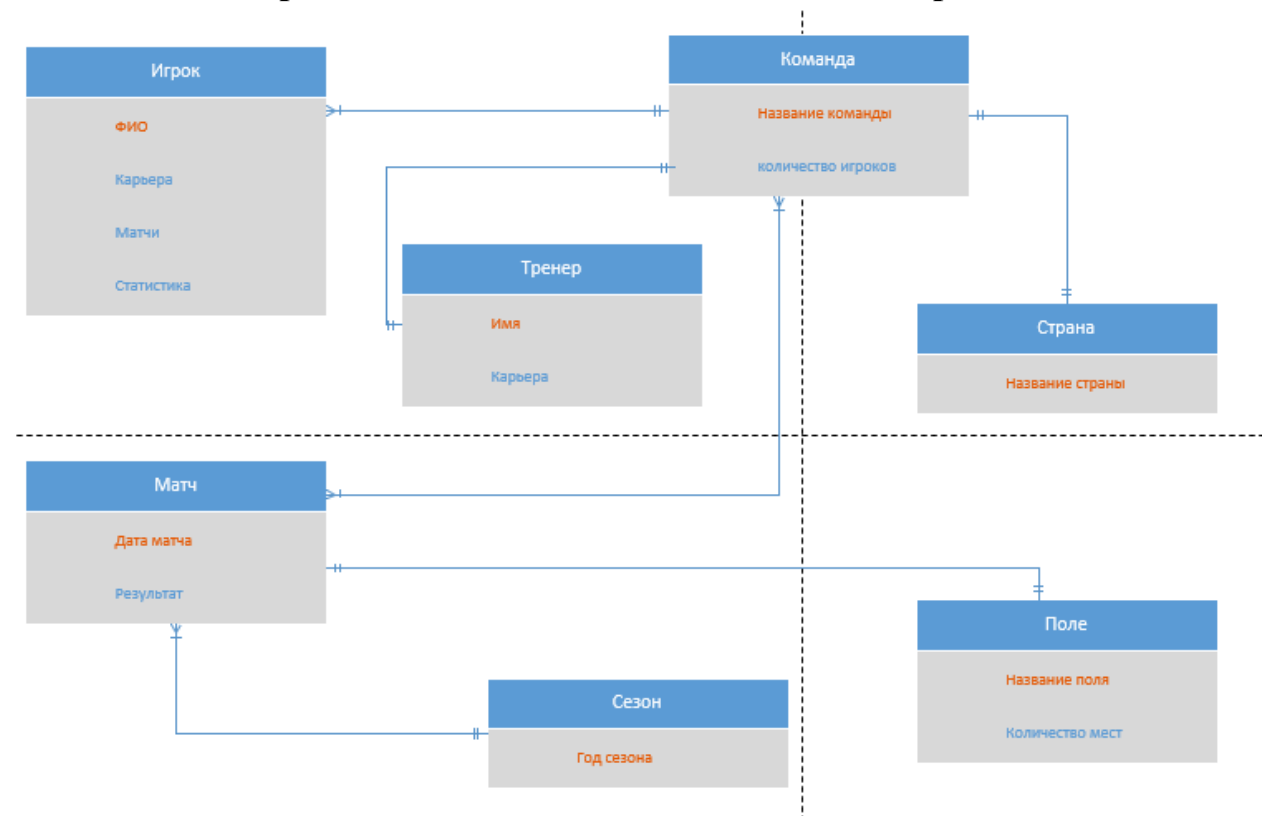 Игрок
ФИО
Карьера
Матчи
Статистика
Команда
Название команды
количество игроков
Тренер
Имя
Карьера
Страна
Название страны
Матч
Дата матча
Результат
Сезон
Год сезона
Поле
Название поля
Количество мест